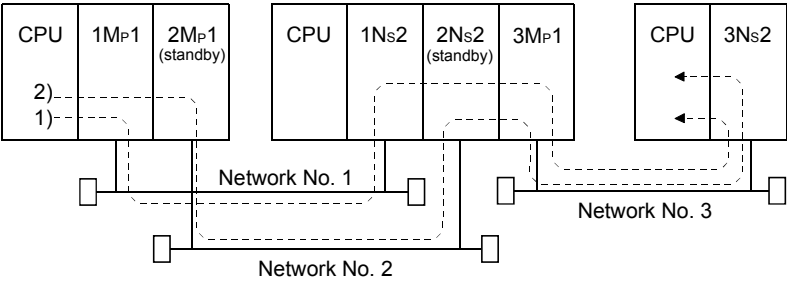 CPU 1MP1 2MP1 CPU 1NS2 2NS2 3MP1 CPU 3NS2
(standby) (standby)
2)
1)
Network No. 1
Network No. 3
Network No. 2